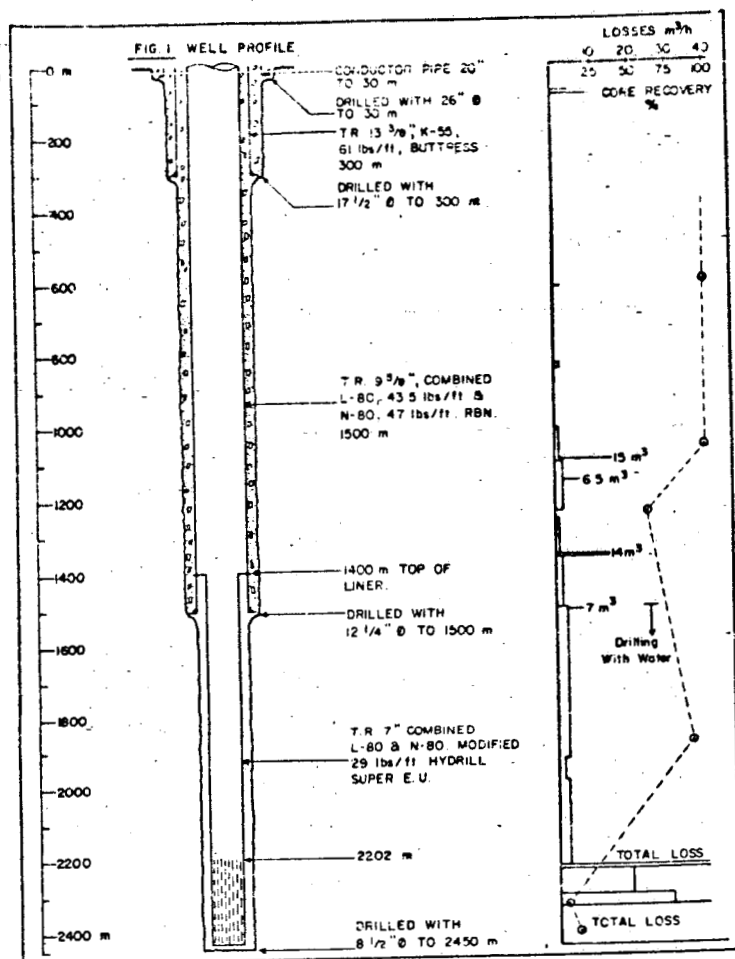 FIG. 1 WELL PROFILE
0 m
200
400
600
800
1000
1200
1400
1600
1800
2000
2200
2400 m
CONDUCTOR PIPE 20"
TO 30 m
DRILLED WITH 26" Ø
TO 30 m
T.R. 13 3/8", K-55,
61 lbs/ft, BUTTRESS
300 m
DRILLED WITH
17 1/2" Ø TO 300 m
T.R. 9 5/8", COMBINED
L-80, 43.5 lbs/ft &
N-80, 47 lbs/ft. RBN.
1500 m
1400 m TOP OF
LINER.
DRILLED WITH
12 1/4" Ø TO 1500 m
T.R. 7" COMBINED
L-80 & N-80, MODIFIED
29 lbs/ft HYDRILL
SUPER E.U.
2202 m
DRILLED WITH
8 1/2" Ø TO 2450 m
LOSSES m³/h
10 20 30 40
25 50 75 100
CORE RECOVERY
%
15 m³
6.5 m³
14 m³
7 m³
Drilling
With Water
TOTAL LOSS
TOTAL LOSS